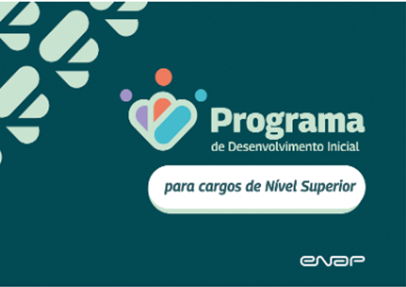 Programa
de Desenvolvimento Inicial
para cargos de Nível Superior
enap